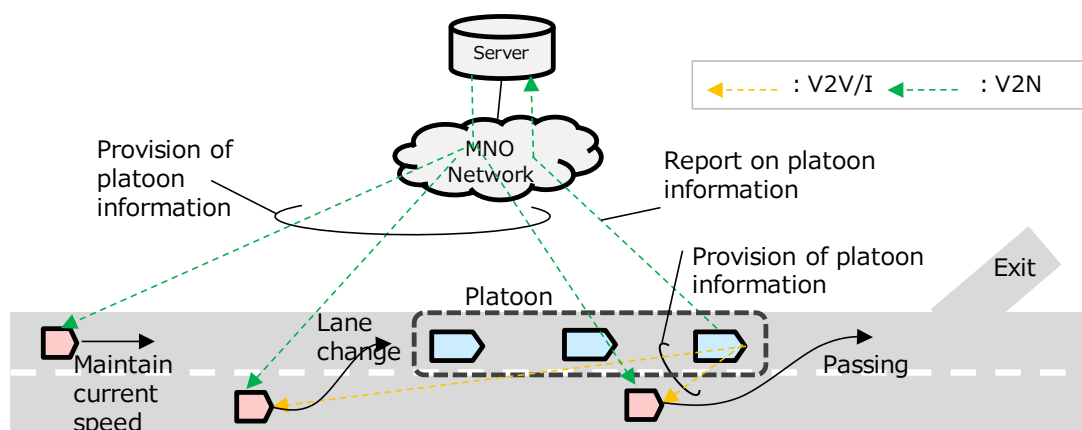 Server
: V2V/I
: V2N
MNO
Network
Provision of
platoon
information
Report on platoon
information
Provision of platoon
information
Exit
Platoon
Lane
change
Maintain
current
speed
Passing